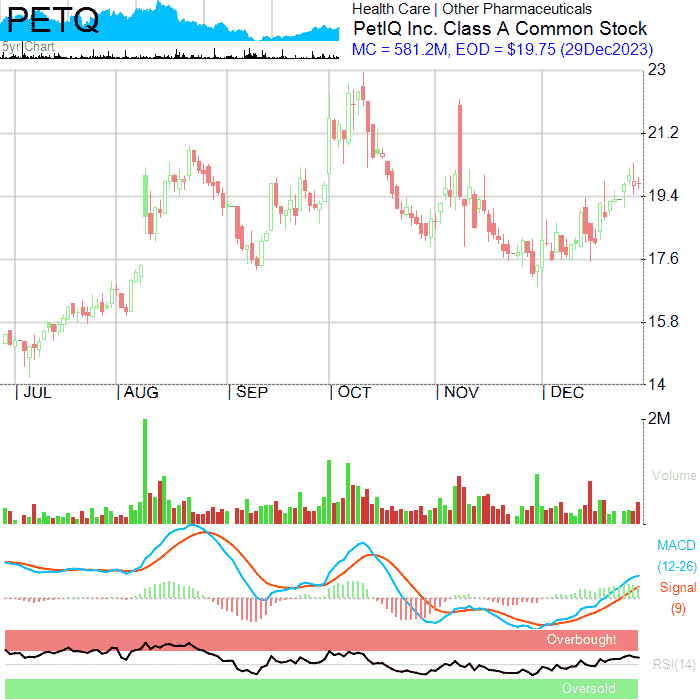 PETQ
5yr Chart
Health Care | Other Pharmaceuticals
PetIQ Inc. Class A Common Stock
MC = 581.2M, EOD = $19.75 (29Dec2023)
23
21.2
19.4
17.6
15.8
14
JUL
AUG
SEP
OCT
NOV
DEC
2M
Volume
MACD
(12-26)
Signal
(9)
Overbought
RSI(14)
Oversold